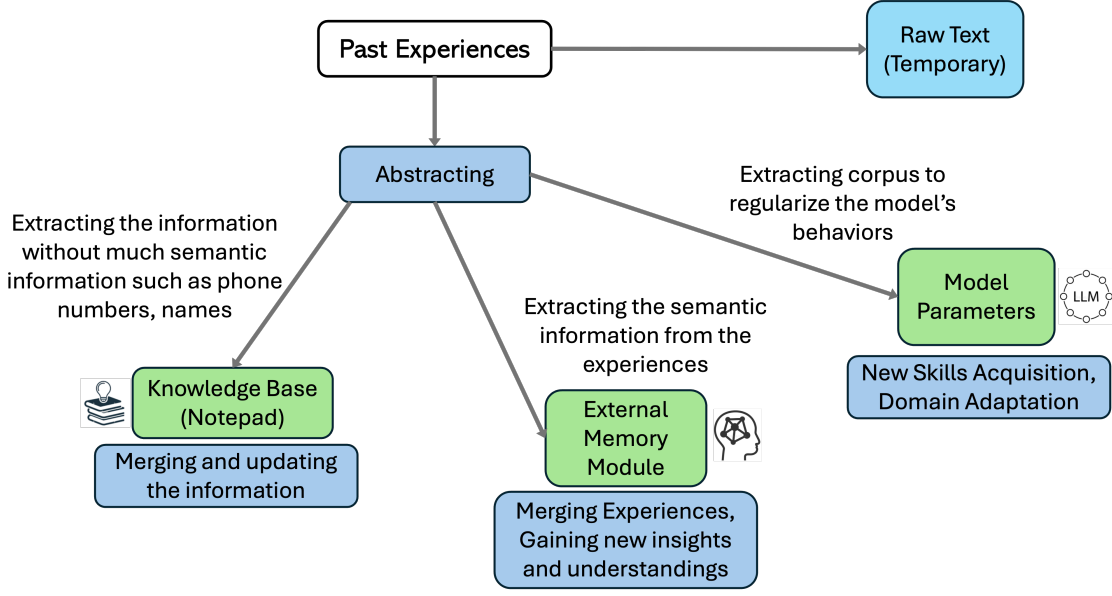 Past Experiences
Raw Text
(Temporary)
Abstracting
Extracting the information
without much semantic
information such as phone
numbers, names
Extracting the semantic
information from the
experiences
Extracting corpus to
regularize the model’s
behaviors
Model
Parameters
LLM
New Skills Acquisition,
Domain Adaptation
Knowledge Base
(Notepad)
Merging and updating
the information
External
Memory
Module
Merging Experiences,
Gaining new insights
and understandings